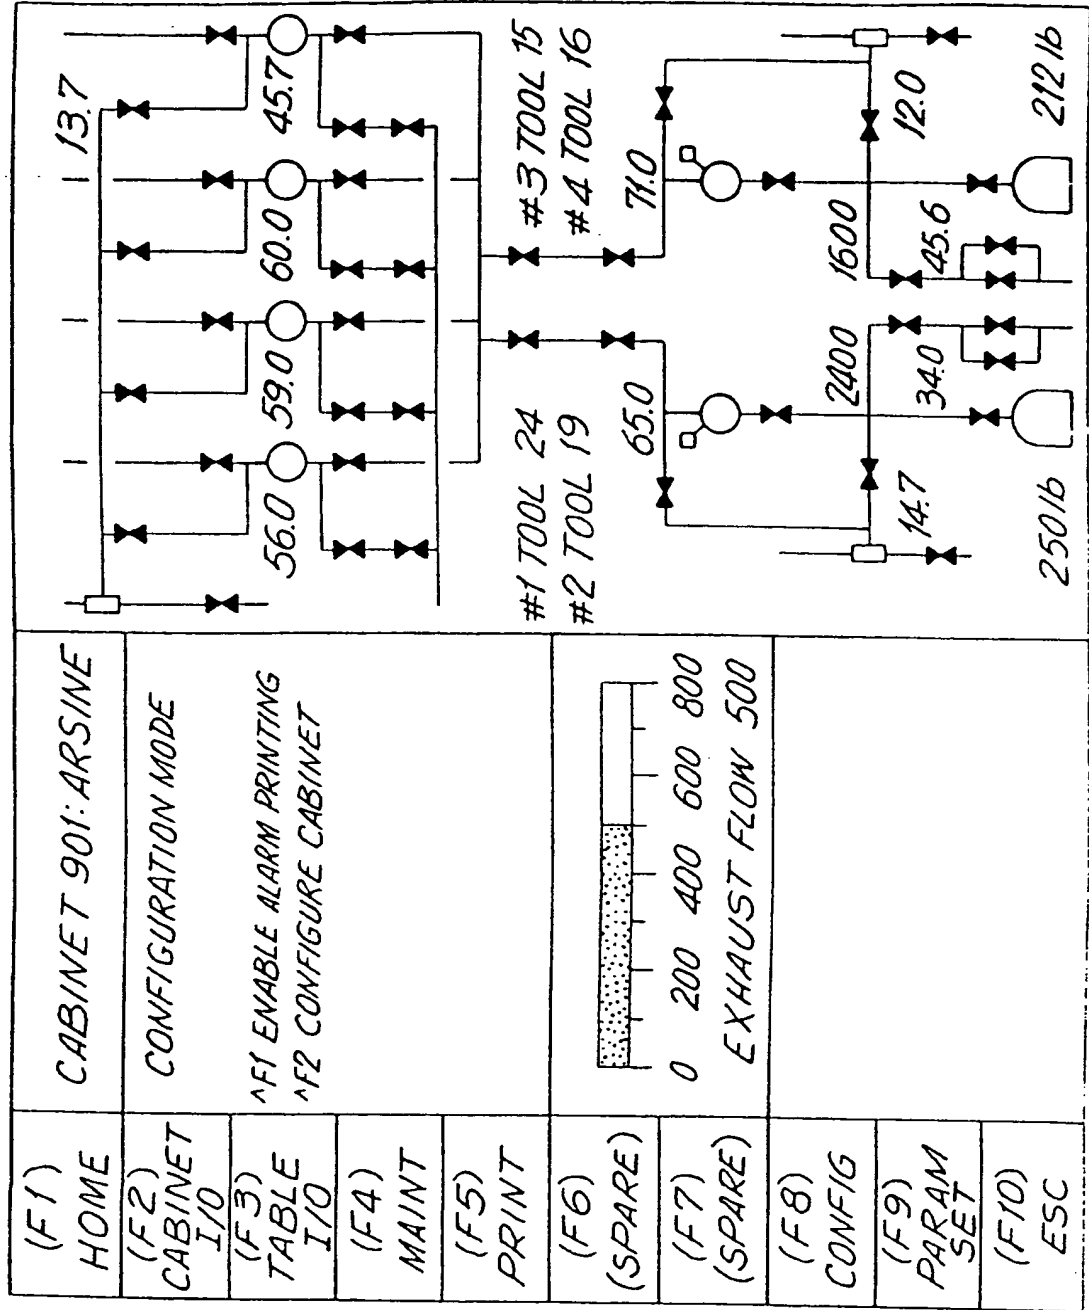 (F1)
HOME
(F2)
CABINET
I/O
(F3)
TABLE
I/O
(F4)
MAINT
(F5)
PRINT
(F6)
(SPARE)
(F7)
(SPARE)
(F8)
CONFIG
(F9)
PARAM
SET
(F10)
ESC
CABINET 901: ARSINE
CONFIGURATION MODE
^F1 ENABLE ALARM PRINTING
^F2 CONFIGURE CABINET
0 200 400 600 800
EXHAUST FLOW 500
13.7
56.0 59.0 60.0 45.7
#1 TOOL 24
#2 TOOL 19
#3 TOOL 15
#4 TOOL 16
65.0 71.0
14.7 2400 1600 12.0
34.0 45.6
250 lb 212 lb